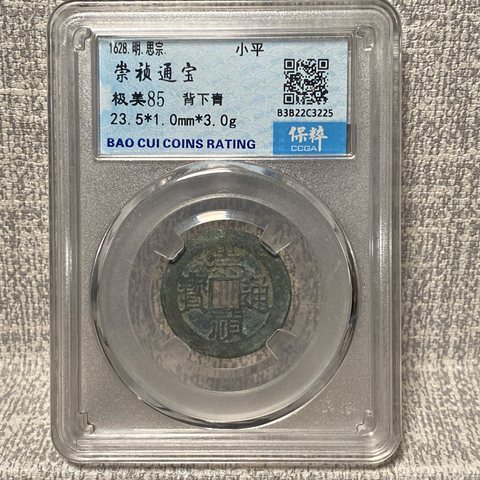 1628.明.思宗 小平
崇祯通宝
极美85 背下青
23.5*1.0mm*3.0g
B3B22C3225
保粹
CCGA
BAO CUI COINS RATING
崇
寶 通
禎